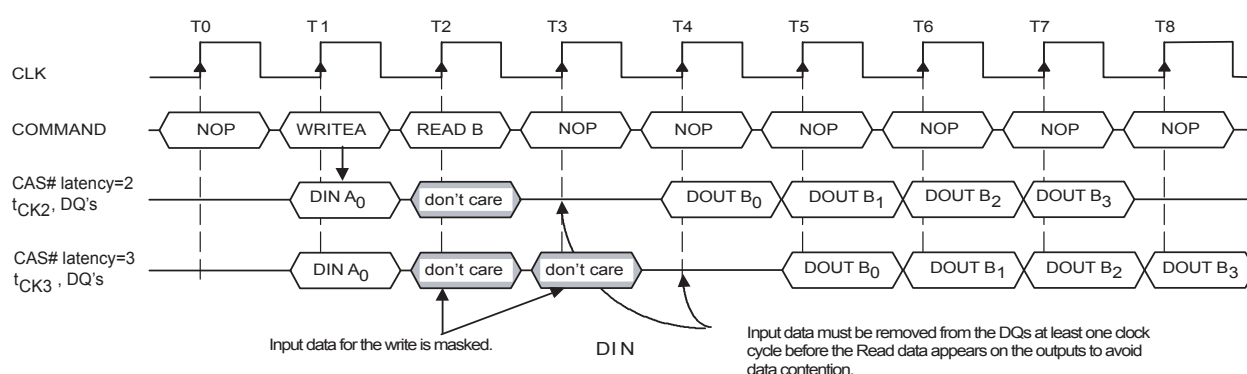 T0 T1 T2 T3 T4 T5 T6 T7 T8
CLK
COMMAND NOP WRITEA READ B NOP NOP NOP NOP NOP NOP
CAS# latency=2
tCK2, DQ's DIN A0 don't care DOUT B0 DOUT B1 DOUT B2 DOUT B3
CAS# latency=3
tCK3, DQ's DIN A0 don't care don't care DOUT B0 DOUT B1 DOUT B2 DOUT B3
Input data for the write is masked.
DIN
Input data must be removed from the DQs at least one clock
cycle before the Read data appears on the outputs to avoid
data contention.